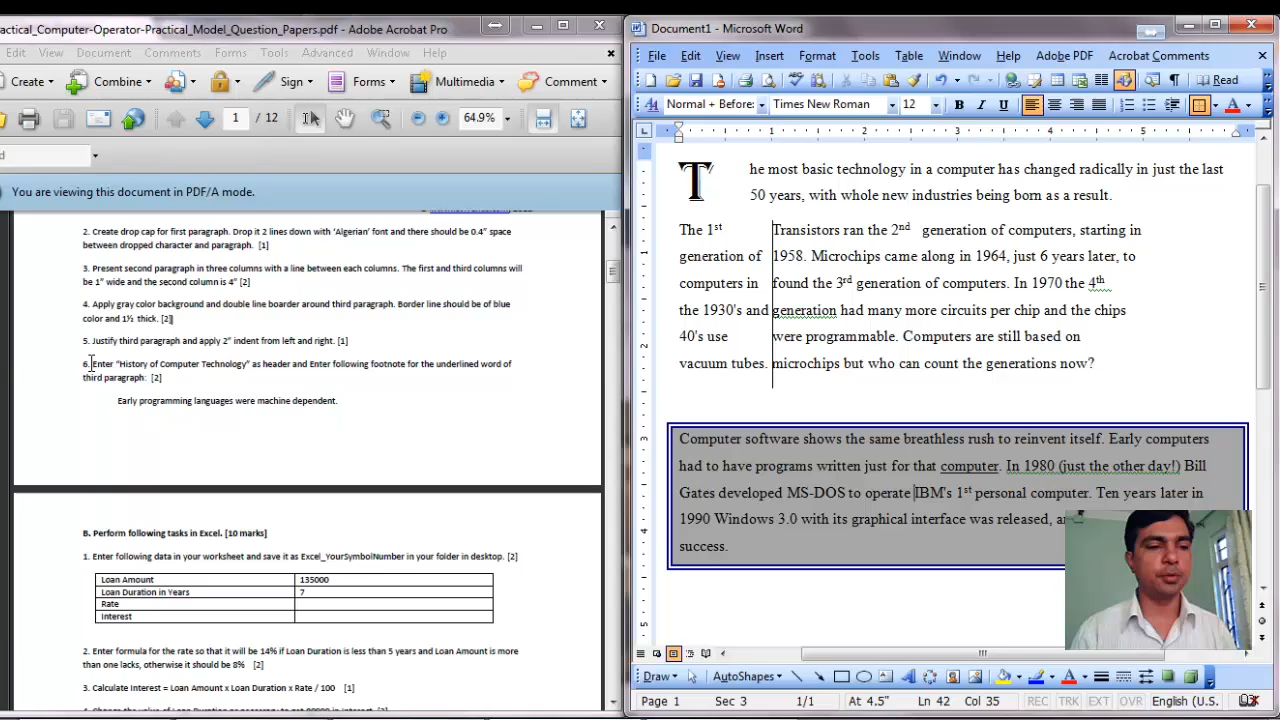 actical_Computer-Operator-Practical_Model_Question_Papers.pdf - Adobe Acrobat Pro
Edit View Document Comments Forms Tools Advanced Window Help
Create Combine Sign Forms Multimedia Comment
1 / 12 64.9%
d
You are viewing this document in PDF/A mode.
2. Create drop cap for first paragraph. Drop it 2 lines down with ‘Algerian’ font and there should be 0.4” space
between dropped character and paragraph. [1]
3. Present second paragraph in three columns with a line between each columns. The first and third columns will
be 1” wide and the second column is 4” [2]
4. Apply gray color background and double line boarder around third paragraph. Border line should be of blue
color and 1½ thick. [2]
5. Justify third paragraph and apply 2” indent from left and right. [1]
6. Enter “History of Computer Technology” as header and Enter following footnote for the underlined word of
third paragraph: [2]
Early programming languages were machine dependent.
B. Perform following tasks in Excel. [10 marks]
1. Enter following data in your worksheet and save it as Excel_YourSymbolNumber in your folder in desktop. [2]
Loan Amount 135000
Loan Duration in Years 7
Rate
Interest
2. Enter formula for the rate so that it will be 14% if Loan Duration is less than 5 years and Loan Amount is more
than one lacks, otherwise it should be 8% [2]
3. Calculate Interest = Loan Amount x Loan Duration x Rate / 100 [1]
Document1 - Microsoft Word
File Edit View Insert Format Tools Table Window Help Adobe PDF Acrobat Comments
Read
Normal + Before: Times New Roman 12 B I U A
1 2 3 4 5
The most basic technology in a computer has changed radically in just the last
50 years, with whole new industries being born as a result.
The 1st
generation of
computers in
the 1930's and
40's use
vacuum tubes.
Transistors ran the 2nd generation of computers, starting in
1958. Microchips came along in 1964, just 6 years later, to
found the 3rd generation of computers. In 1970 the 4th
generation had many more circuits per chip and the chips
were programmable. Computers are still based on
microchips but who can count the generations now?
Computer software shows the same breathless rush to reinvent itself. Early computers
had to have programs written just for that computer. In 1980 (just the other day!) Bill
Gates developed MS-DOS to operate IBM's 1st personal computer. Ten years later in
1990 Windows 3.0 with its graphical interface was released,
success.
Draw AutoShapes
Page 1 Sec 3 1/1 At 4.5" Ln 42 Col 35 REC TRK EXT OVR English (U.S.